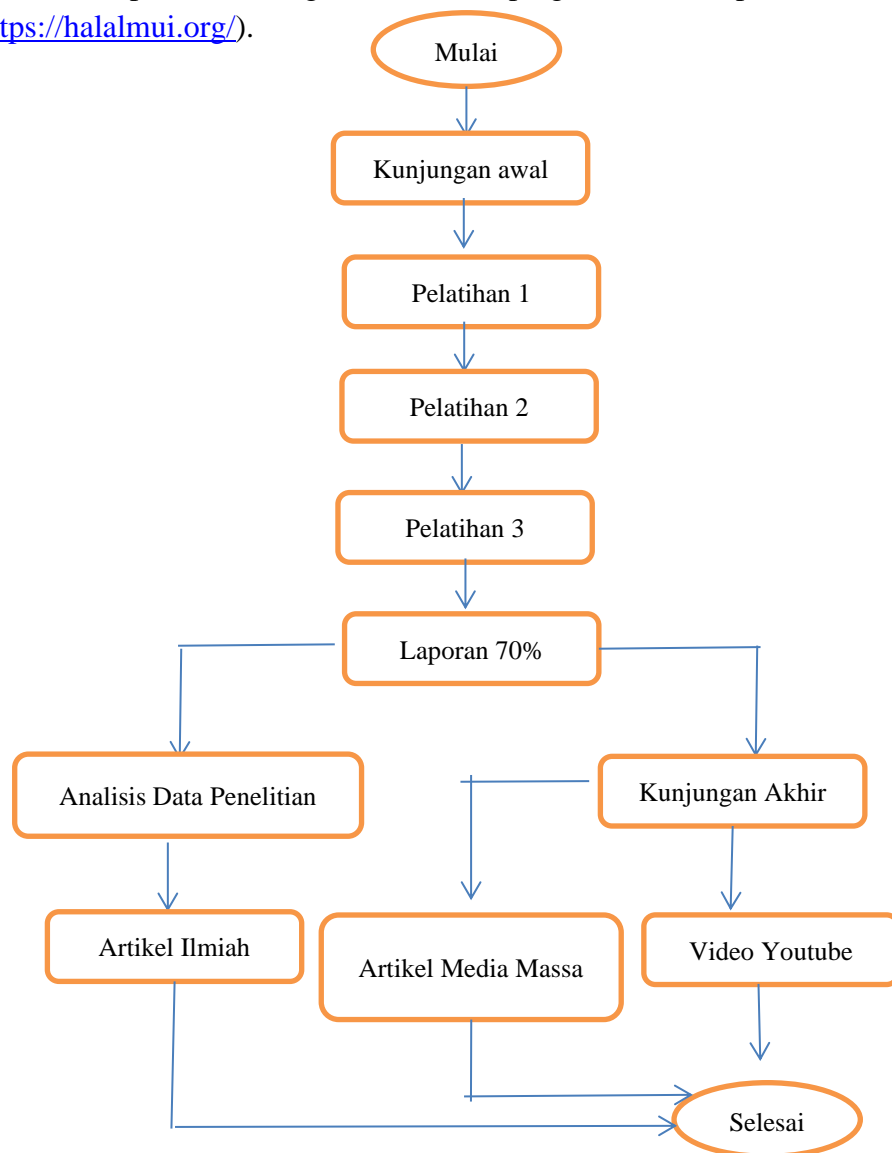 tps://halalmui.org/).
Mulai
Kunjungan awal
Pelatihan 1
Pelatihan 2
Pelatihan 3
Laporan 70%
Analisis Data Penelitian
Kunjungan Akhir
Artikel Ilmiah
Artikel Media Massa
Video Youtube
Selesai